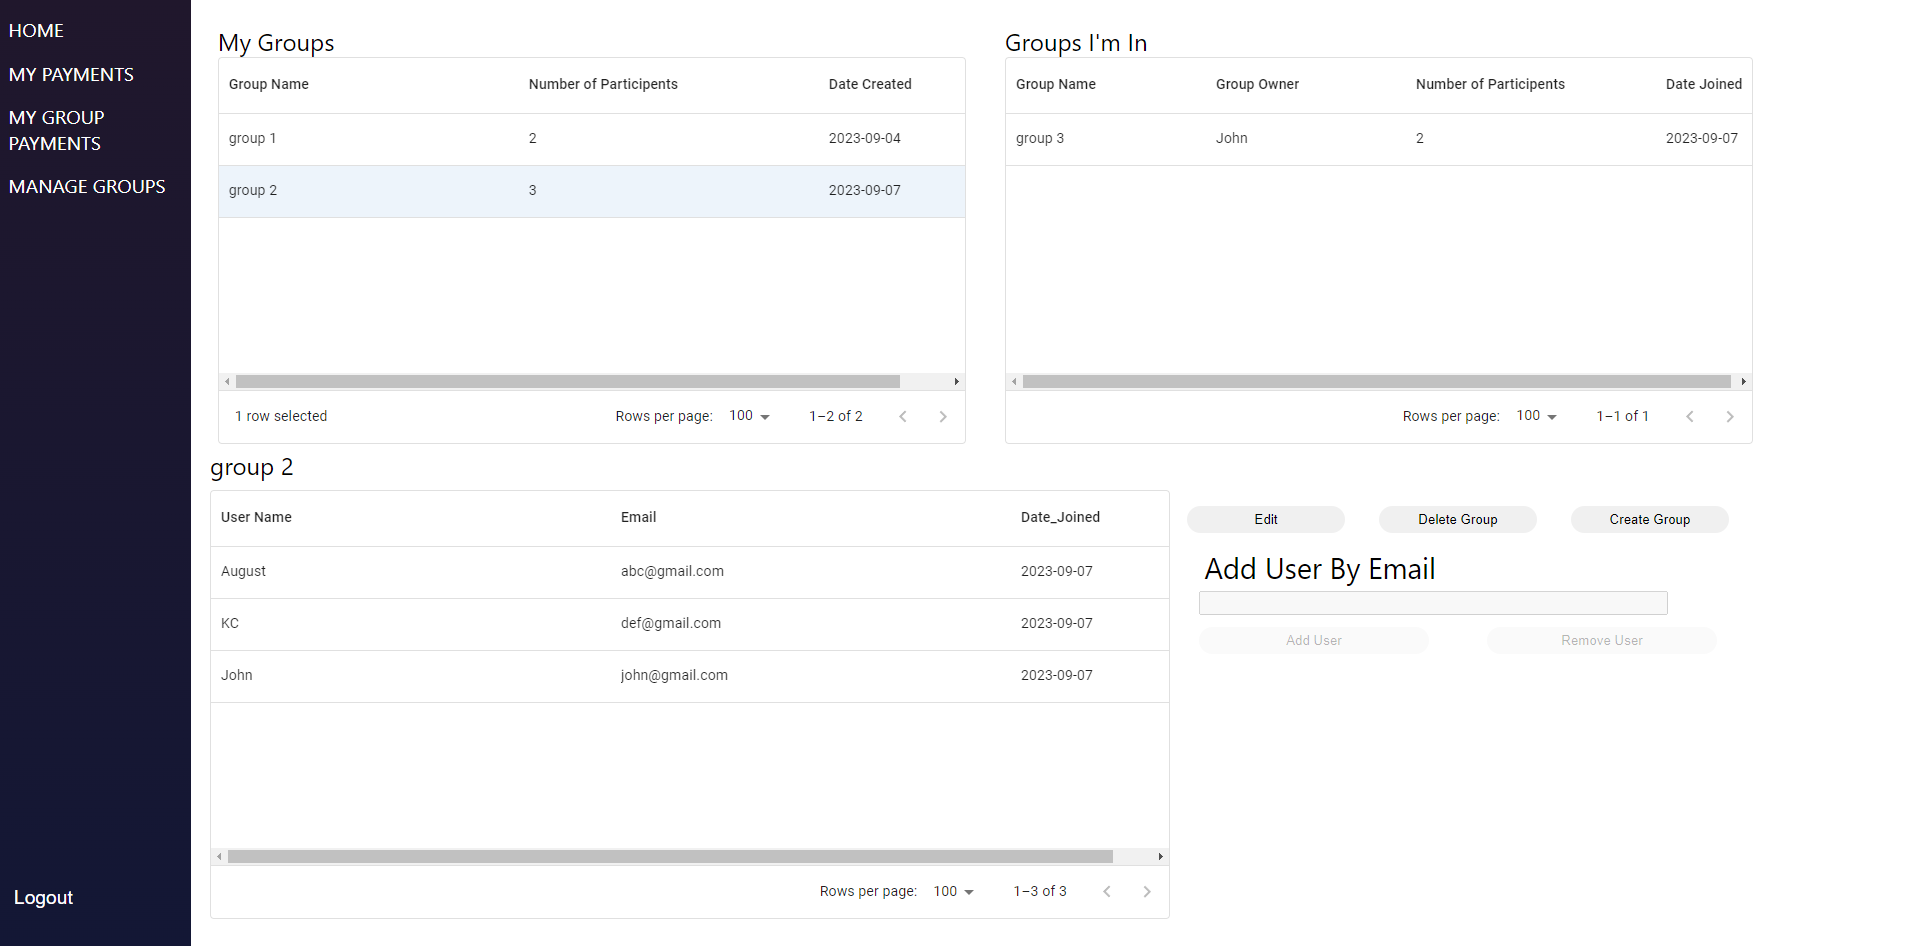 HOME
MY PAYMENTS
MY GROUP
PAYMENTS
MANAGE GROUPS
Logout
My Groups
Group Name Number of Participents Date Created
group 1 2 2023-09-04
group 2 3 2023-09-07
1 row selected Rows per page: 100 1–2 of 2
Groups I'm In
Group Name Group Owner Number of Participents Date Joined
group 3 John 2 2023-09-07
Rows per page: 100 1–1 of 1
group 2
User Name Email Date_Joined
August abc@gmail.com 2023-09-07
KC def@gmail.com 2023-09-07
John john@gmail.com 2023-09-07
Rows per page: 100 1–3 of 3
Edit Delete Group Create Group
Add User By Email
Add User Remove User